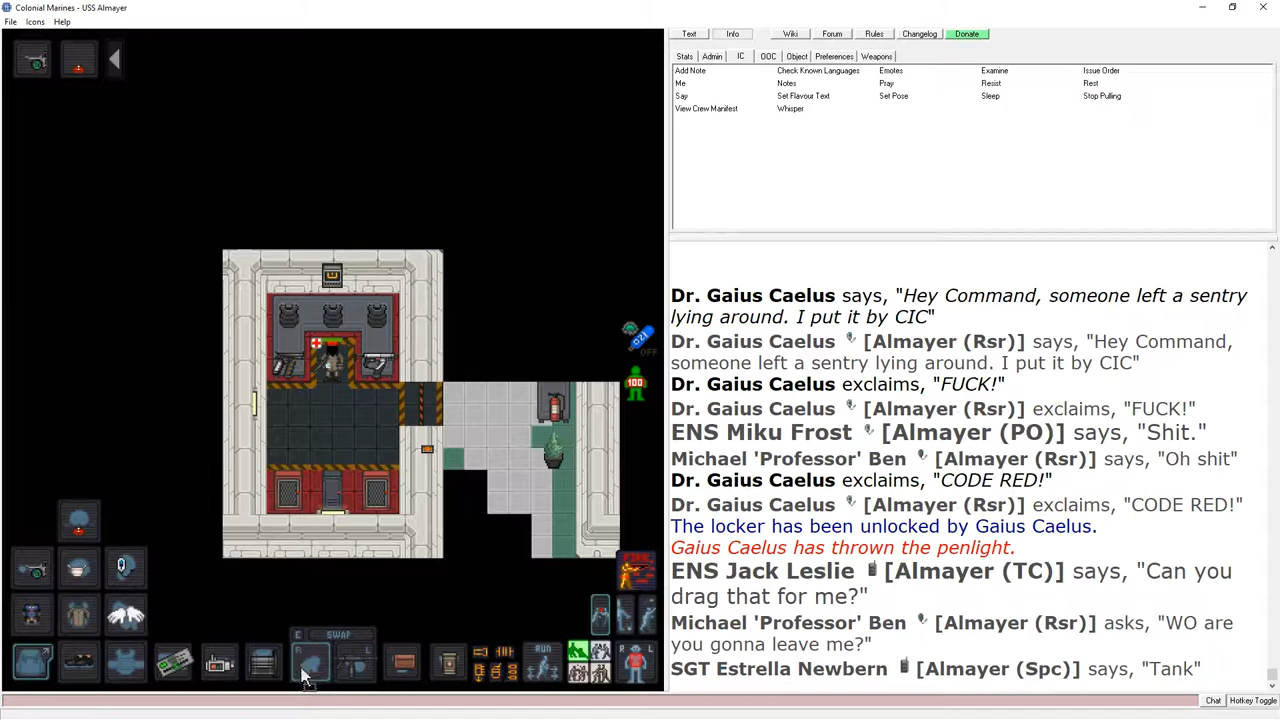 Colonial Marines - USS Almayer
File Icons Help
Text Info Wiki Forum Rules Changelog Donate
Stats Admin IC OOC Object Preferences Weapons
Add Note Check Known Languages Emotes Examine Issue Order
Me Notes Pray Resist Rest
Say Set Flavour Text Set Pose Sleep Stop Pulling
View Crew Manifest Whisper
Dr. Gaius Caelus says, "Hey Command, someone left a sentry
lying around. I put it by CIC"
Dr. Gaius Caelus [Almayer (Rsr)] says, "Hey Command,
someone left a sentry lying around. I put it by CIC"
Dr. Gaius Caelus exclaims, "FUCK!"
Dr. Gaius Caelus [Almayer (Rsr)] exclaims, "FUCK!"
ENS Miku Frost [Almayer (PO)] says, "Shit."
Michael 'Professor' Ben [Almayer (Rsr)] says, "Oh shit"
Dr. Gaius Caelus exclaims, "CODE RED!"
Dr. Gaius Caelus [Almayer (Rsr)] exclaims, "CODE RED!"
The locker has been unlocked by Gaius Caelus.
Gaius Caelus has thrown the penlight.
ENS Jack Leslie [Almayer (TC)] says, "Can you
drag that for me?"
Michael 'Professor' Ben [Almayer (Rsr)] asks, "WO are
you gonna leave me?"
SGT Estrella Newbern [Almayer (Spc)] says, "Tank"
OFF
100
E SWAP
R L
RUN
R L
Chat Hotkey Toggle